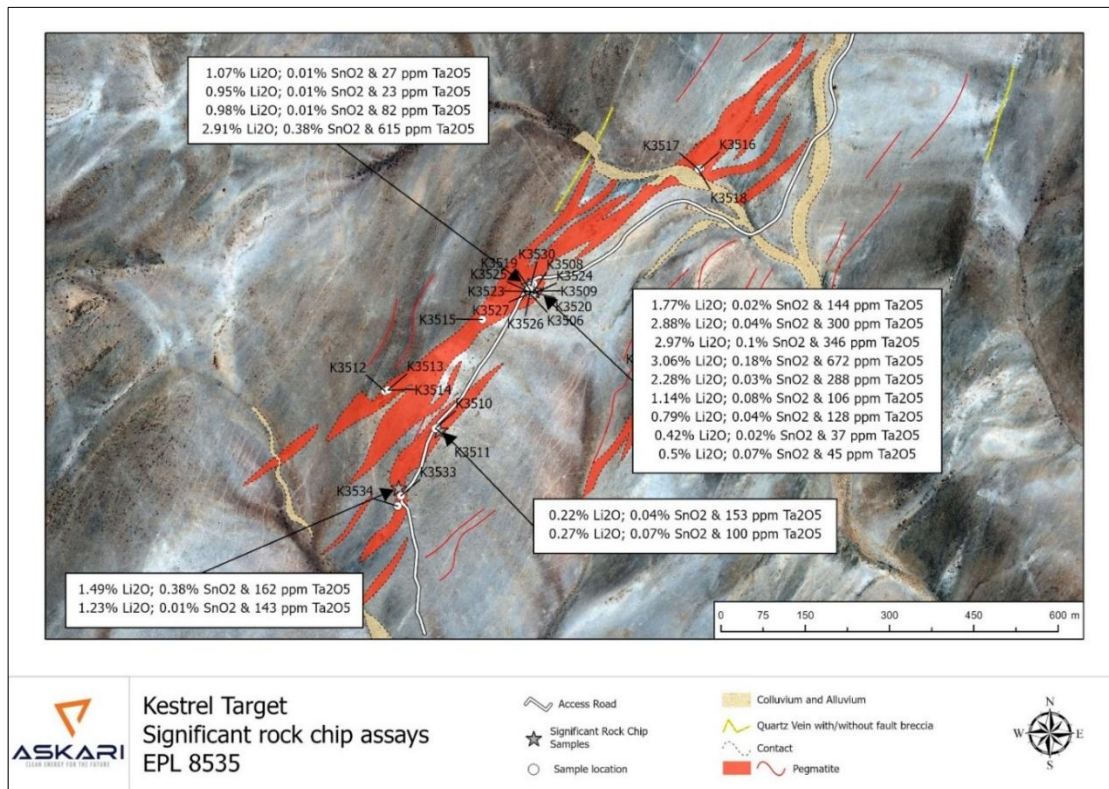 1.07% Li2O; 0.01% SnO2 & 27 ppm Ta2O5
0.95% Li2O; 0.01% SnO2 & 23 ppm Ta2O5
0.98% Li2O; 0.01% SnO2 & 82 ppm Ta2O5
2.91% Li2O; 0.38% SnO2 & 615 ppm Ta2O5
K3517
K3516
K3518
K3530
K3519
K3508
K3525
K3524
K3523
K3509
K3527
K3520
K3515
K3526
K3506
1.77% Li2O; 0.02% SnO2 & 144 ppm Ta2O5
2.88% Li2O; 0.04% SnO2 & 300 ppm Ta2O5
2.97% Li2O; 0.1% SnO2 & 346 ppm Ta2O5
3.06% Li2O; 0.18% SnO2 & 672 ppm Ta2O5
2.28% Li2O; 0.03% SnO2 & 288 ppm Ta2O5
1.14% Li2O; 0.08% SnO2 & 106 ppm Ta2O5
0.79% Li2O; 0.04% SnO2 & 128 ppm Ta2O5
0.42% Li2O; 0.02% SnO2 & 37 ppm Ta2O5
0.5% Li2O; 0.07% SnO2 & 45 ppm Ta2O5
K3512
K3513
K3514
K3510
K3511
K3533
K3534
0.22% Li2O; 0.04% SnO2 & 153 ppm Ta2O5
0.27% Li2O; 0.07% SnO2 & 100 ppm Ta2O5
1.49% Li2O; 0.38% SnO2 & 162 ppm Ta2O5
1.23% Li2O; 0.01% SnO2 & 143 ppm Ta2O5
0 75 150 300 450 600 m
ASKARI
CLEAN ENERGY FOR THE FUTURE
Kestrel Target
Significant rock chip assays
EPL 8535
Access Road
Significant Rock Chip
Samples
Sample location
Colluvium and Alluvium
Quartz Vein with/without fault breccia
Contact
Pegmatite
N
W E
S